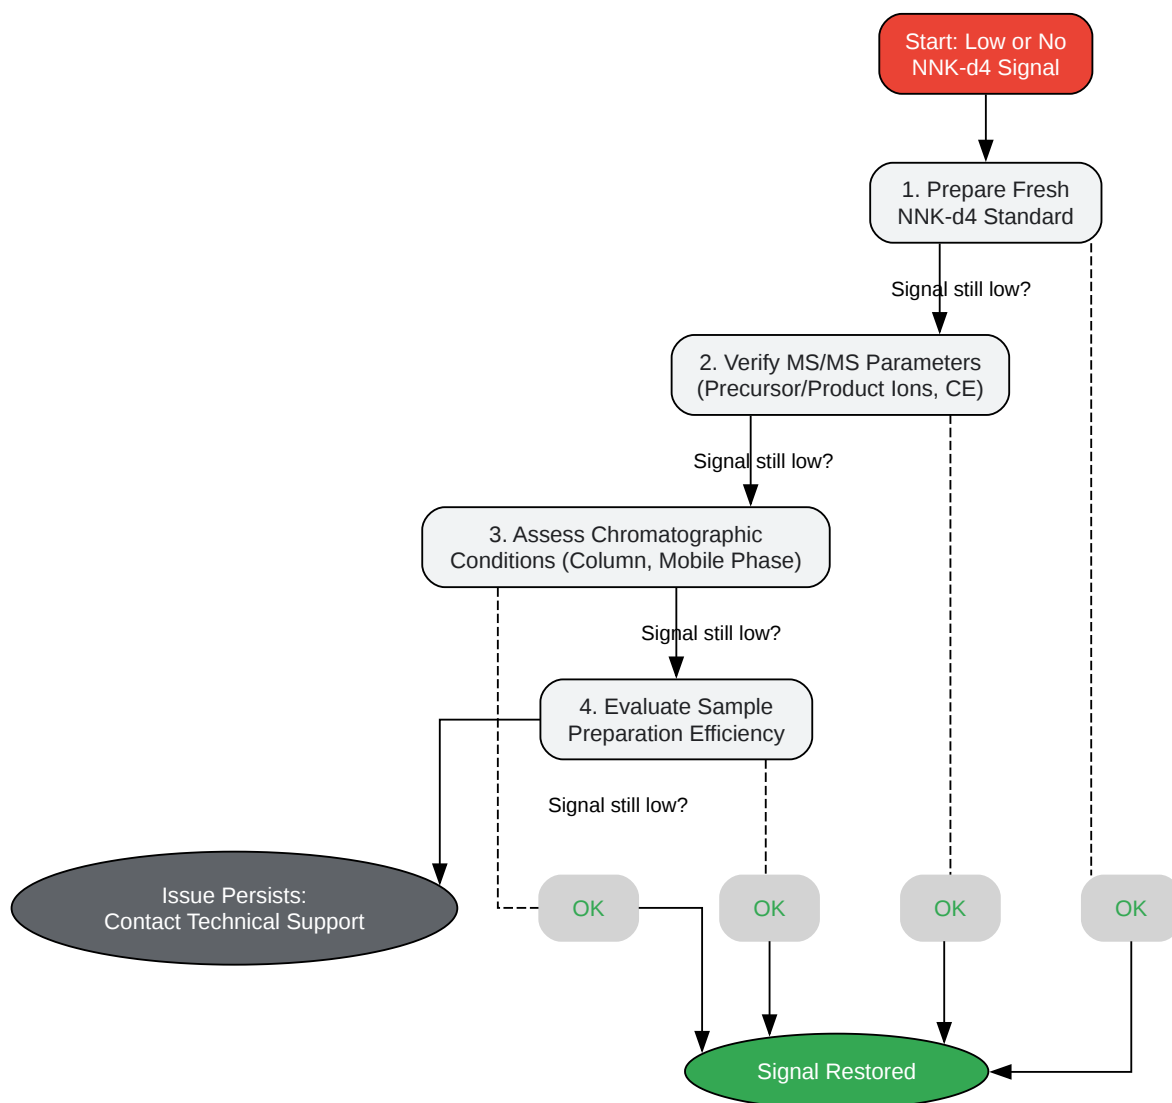 Start: Low or No
NNK-d4 Signal
1. Prepare Fresh
NNK-d4 Standard
Signal still low?
2. Verify MS/MS Parameters
(Precursor/Product Ions, CE)
Signal still low?
3. Assess Chromatographic
Conditions (Column, Mobile Phase)
Signal still low?
4. Evaluate Sample
Preparation Efficiency
Signal still low?
Issue Persists:
Contact Technical Support
OK
OK
OK
OK
Signal Restored